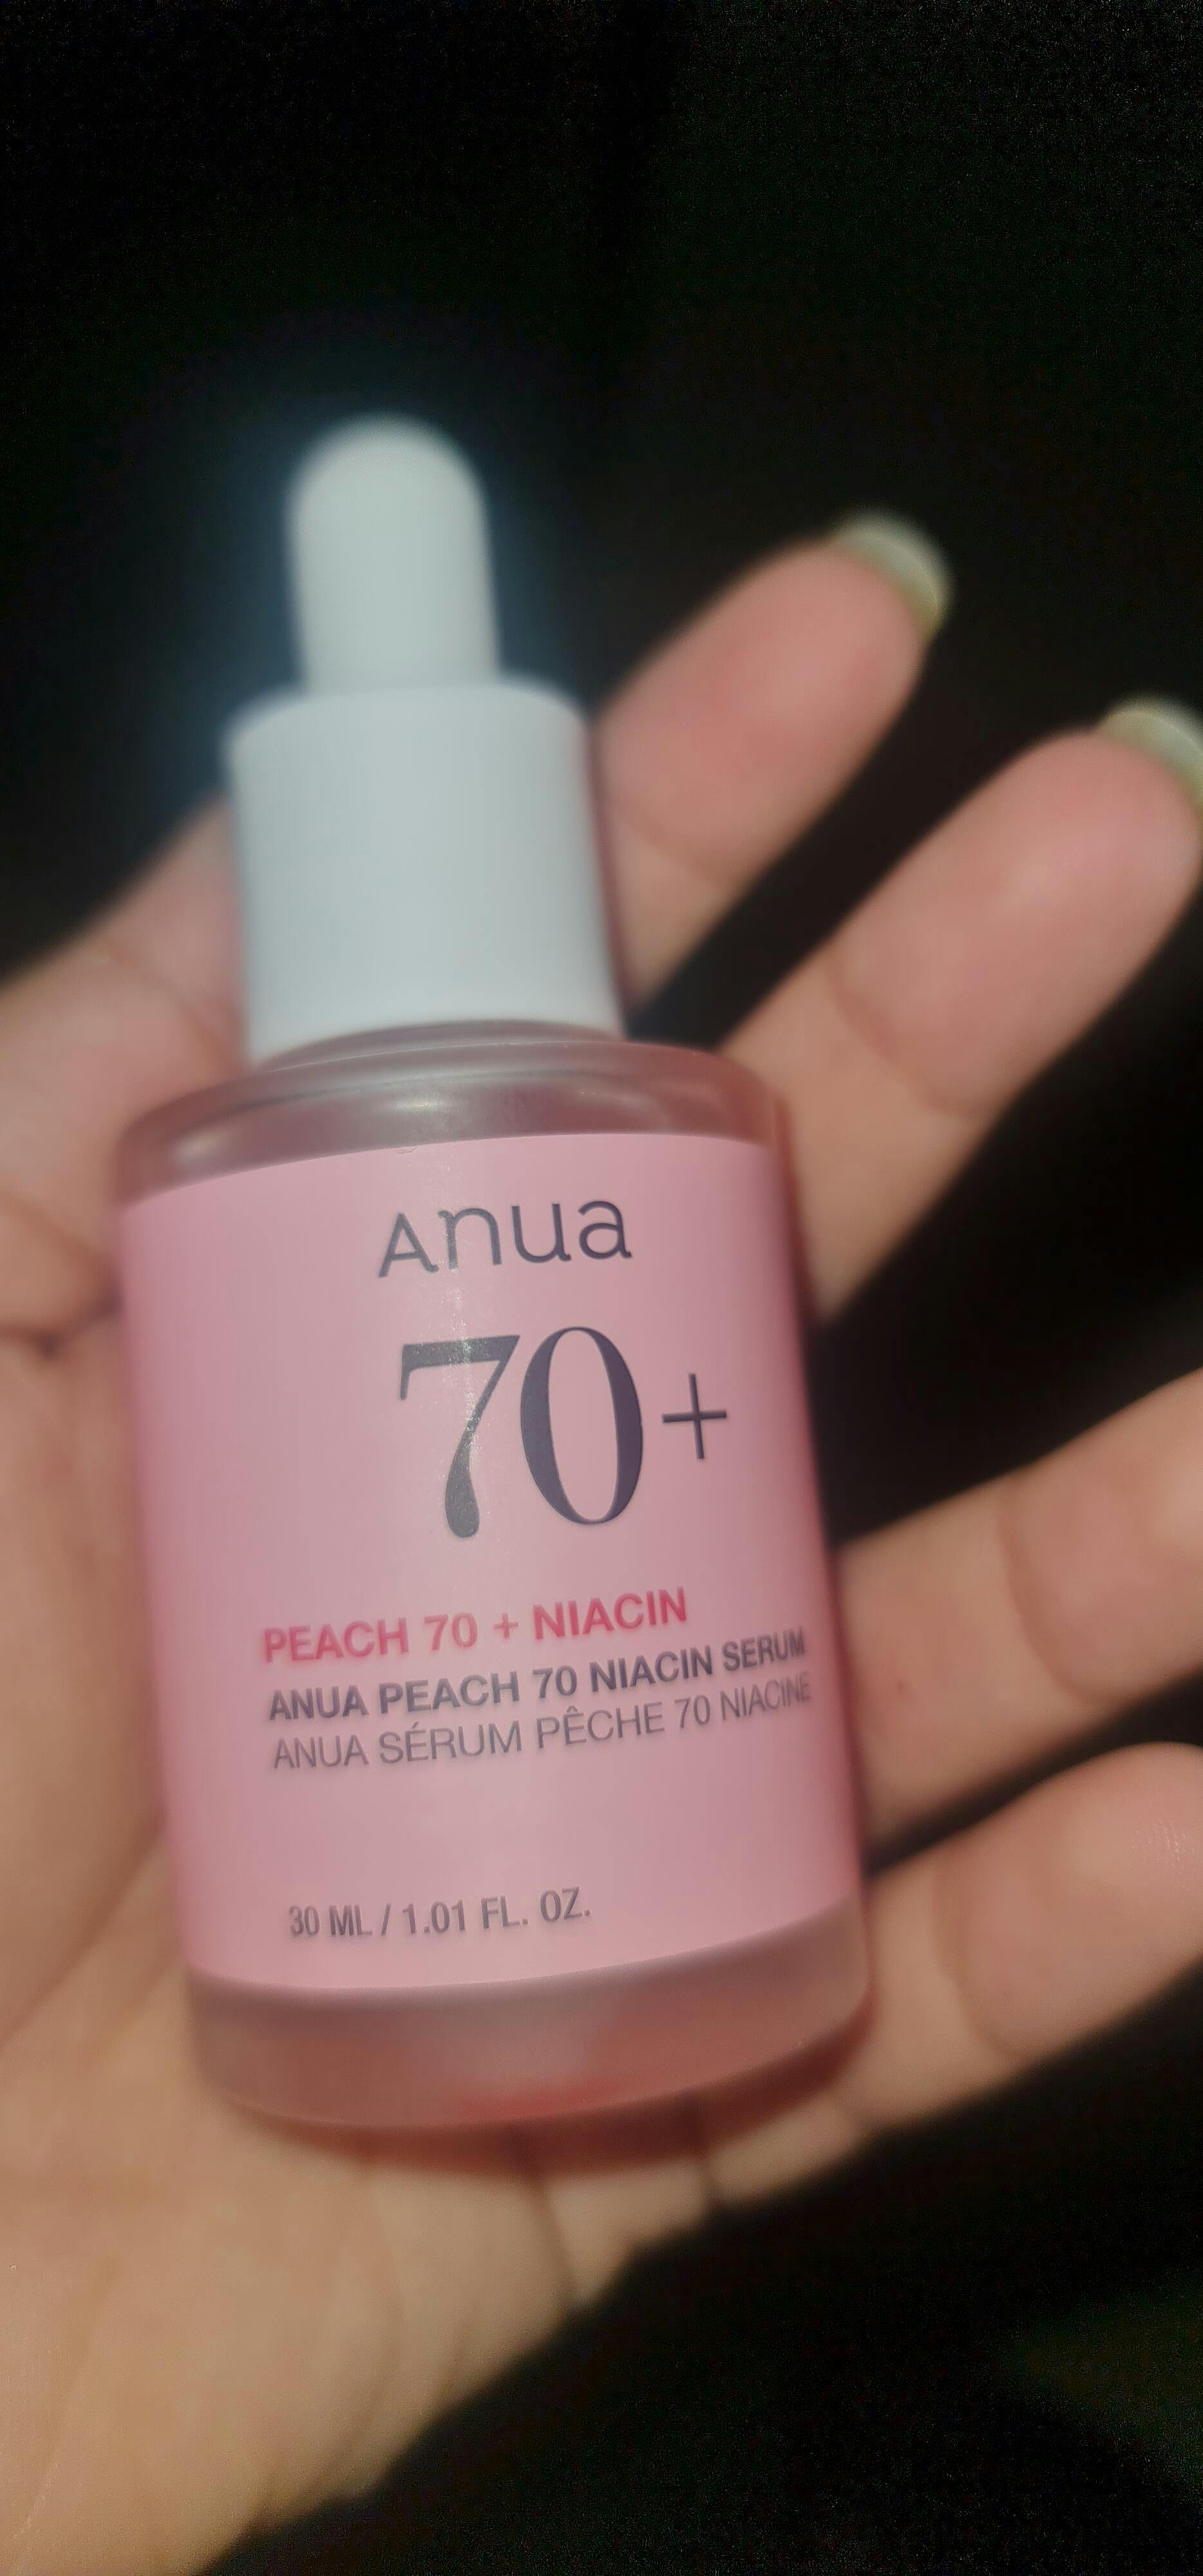 Anua
70+
PEACH 70 + NIACIN
ANUA PEACH 70 NIACIN SERUM
ANUA SÉRUM PÊCHE 70 NIACINE
30 ML / 1.01 FL. OZ.